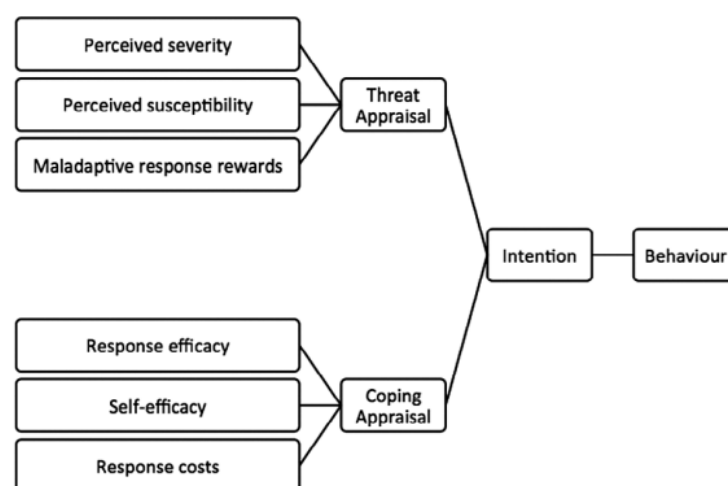 Perceived severity
Perceived susceptibility
Maladaptive response rewards
Threat
Appraisal
Intention
Behaviour
Response efficacy
Self-efficacy
Response costs
Coping
Appraisal